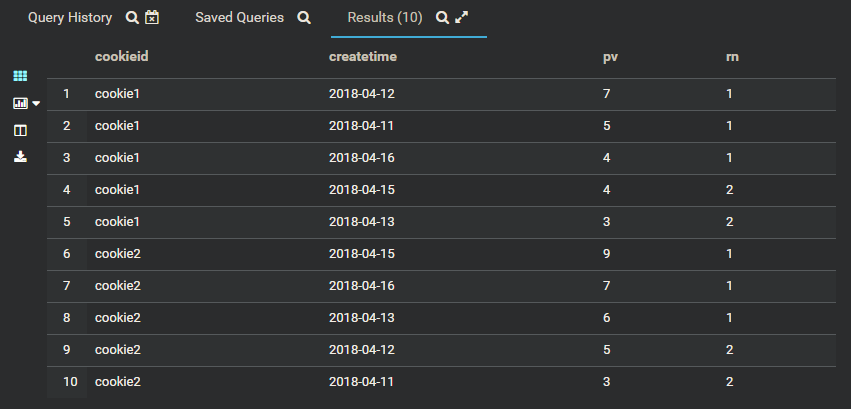 Query History Saved Queries Results (10)
cookieid createtime pv rn
1 cookie1 2018-04-12 7 1
2 cookie1 2018-04-11 5 1
3 cookie1 2018-04-16 4 1
4 cookie1 2018-04-15 4 2
5 cookie1 2018-04-13 3 2
6 cookie2 2018-04-15 9 1
7 cookie2 2018-04-16 7 1
8 cookie2 2018-04-13 6 1
9 cookie2 2018-04-12 5 2
10 cookie2 2018-04-11 3 2